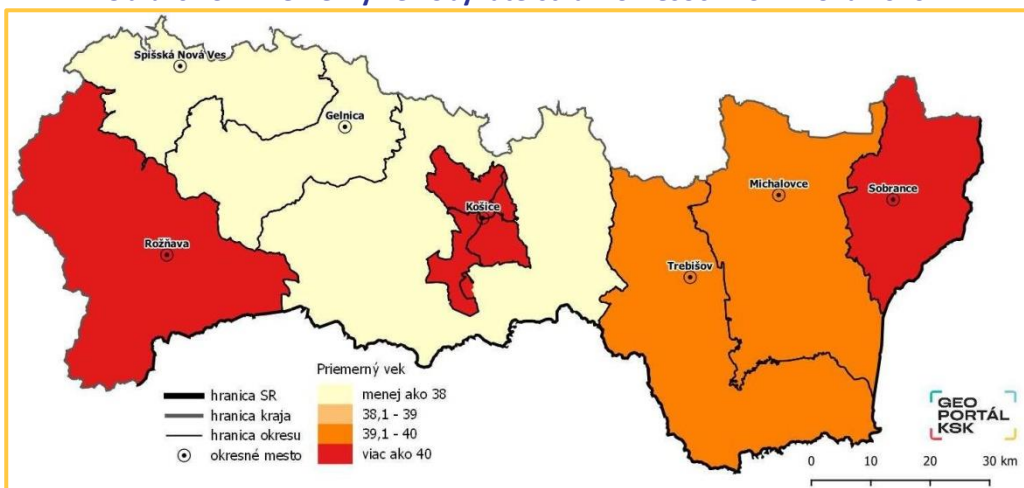 Spišská Nová Ves
Gelnica
Rožňava
Košice
Trebišov
Michalovce
Sobrance
hranica SR
hranica kraja
hranica okresu
okresné mesto
Priemerný vek
menej ako 38
38,1 - 39
39,1 - 40
viac ako 40
GEO
PORTÁL
KSK
0 10 20 30 km